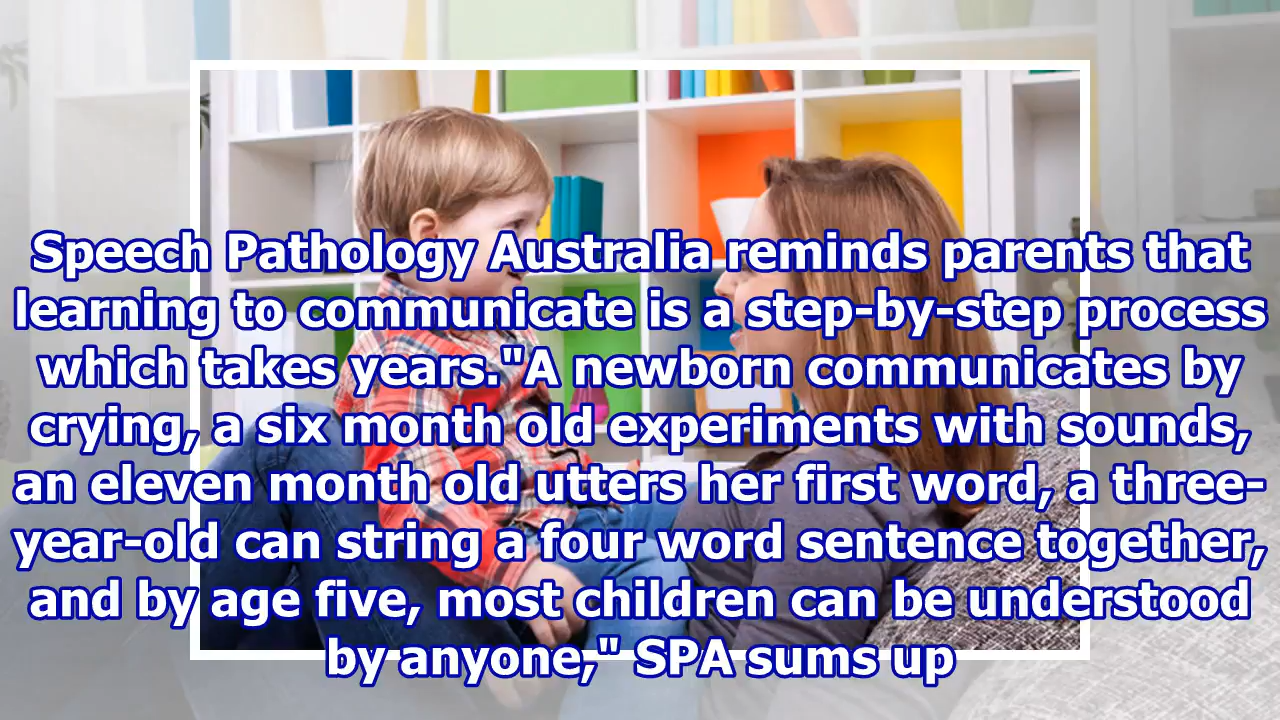 Speech Pathology Australia reminds parents that
learning to communicate is a step-by-step process
which takes years."A newborn communicates by
crying, a six month old experiments with sounds,
an eleven month old utters her first word, a three-
year-old can string a four word sentence together,
and by age five, most children can be understood
by anyone," SPA sums up